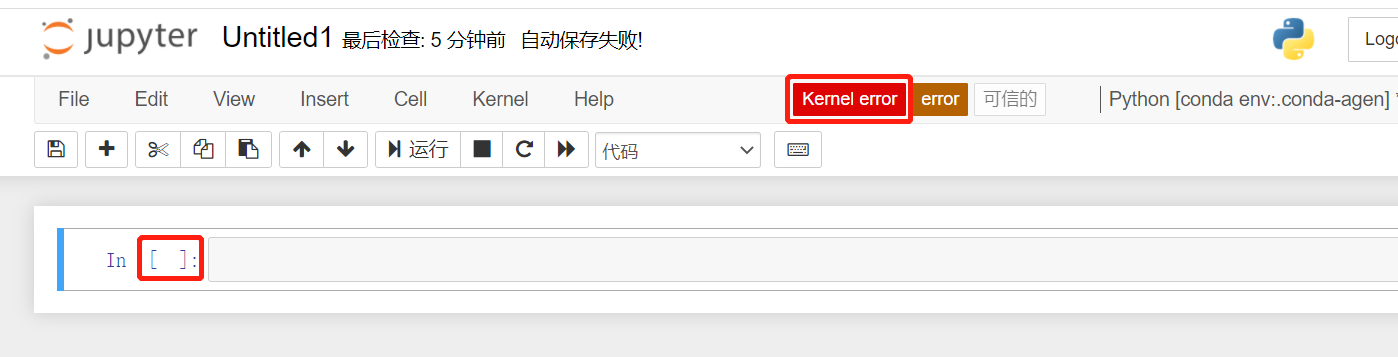 jupyter Untitled1 最后检查: 5 分钟前 自动保存失败! Logo
File Edit View Insert Cell Kernel Help Kernel error error 可信的 Python [conda env:.conda-agen] *
运行 代码
In [ ]: